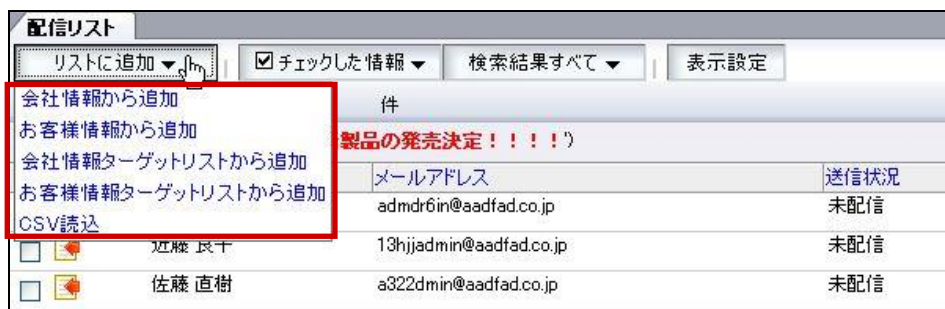 配信リスト
リストに追加▼ チェックした情報▼ 検索結果すべて▼ 表示設定
会社情報から追加
件
お客様情報から追加
製品の発売決定！！！！')
会社情報ターゲットリストから追加
メールアドレス 送信状況
お客様情報ターゲットリストから追加
admdr6in@aadfad.co.jp 未配信
CSV読込
近藤 13hjjadmin@aadfad.co.jp 未配信
佐藤 直樹 a322dmin@aadfad.co.jp 未配信